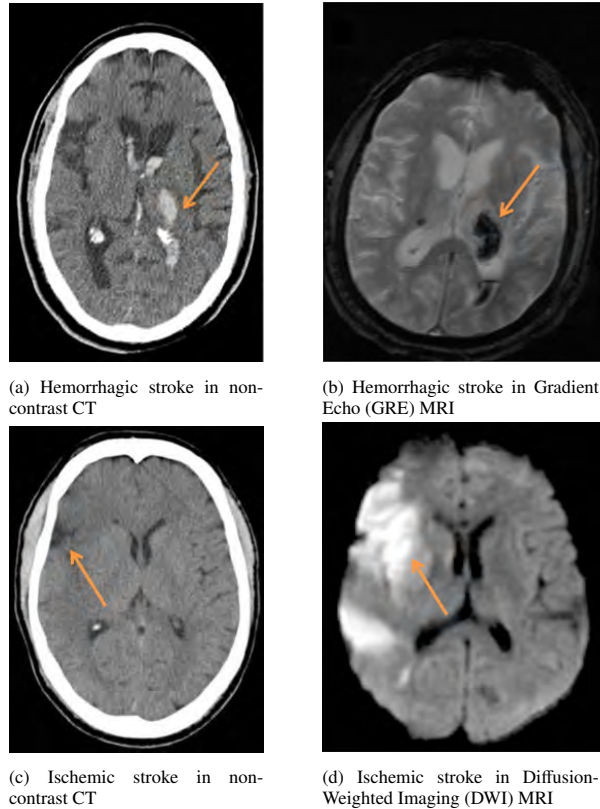 (a) Hemorrhagic stroke in non-
contrast CT
(b) Hemorrhagic stroke in Gradient
Echo (GRE) MRI
(c) Ischemic stroke in non-
contrast CT
(d) Ischemic stroke in Diffusion-
Weighted Imaging (DWI) MRI